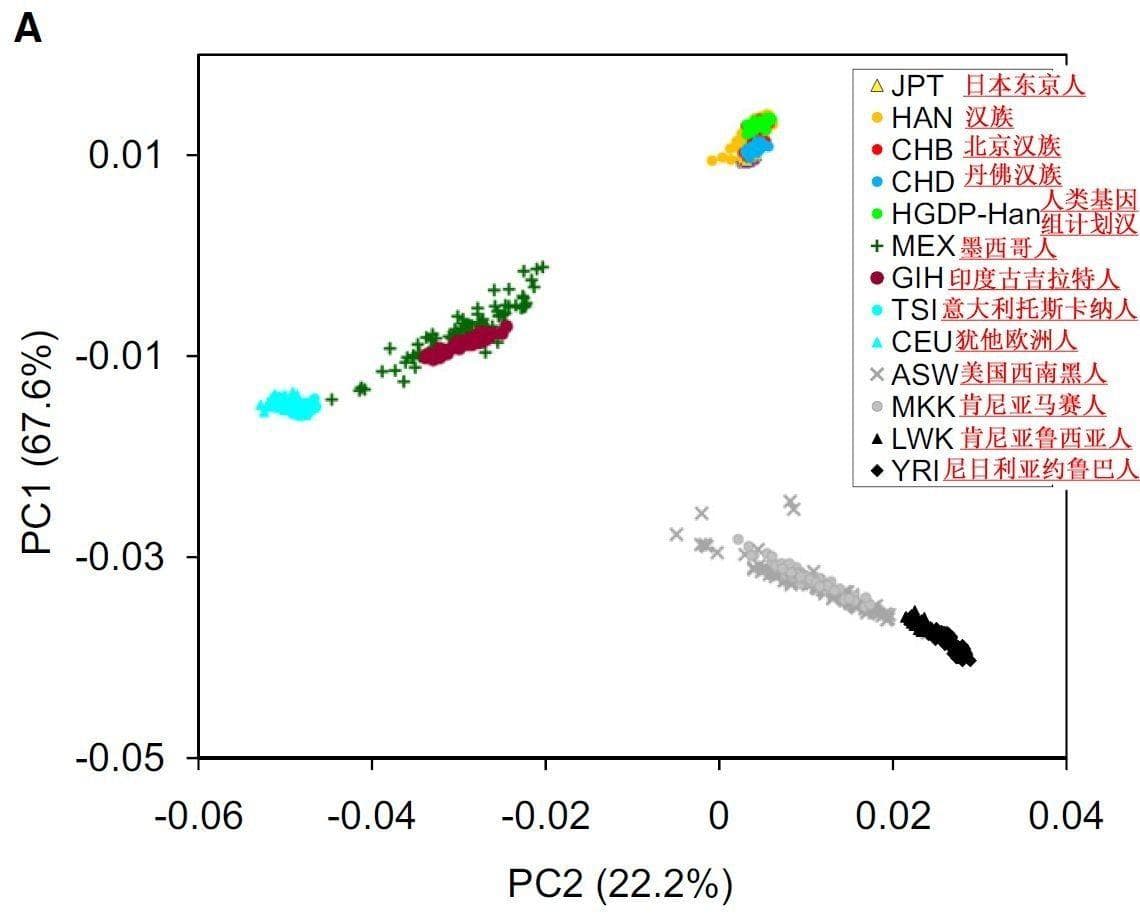 A
JPT 日本东京人
HAN 汉族
CHB 北京汉族
CHD 丹佛汉族
HGDP-Han 人类基因
组计划汉
MEX 墨西哥人
GIH 印度古吉拉特人
TSI 意大利托斯卡纳人
CEU 犹他欧洲人
ASW 美国西南黑人
MKK 肯尼亚马赛人
LWK 肯尼亚鲁西亚人
YRI 尼日利亚约鲁巴人
PC1 (67.6%)
0.01
-0.01
-0.03
-0.05
-0.06 -0.04 -0.02 0 0.02 0.04
PC2 (22.2%)